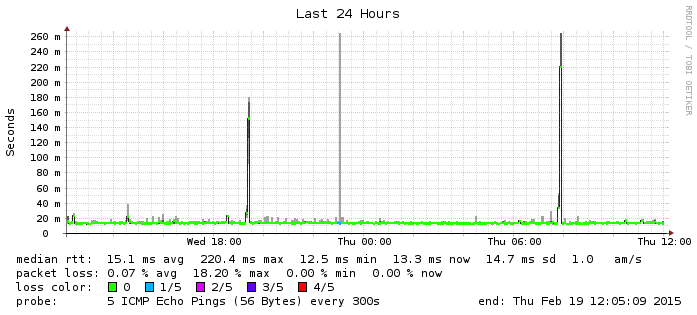 Last 24 Hours
RRDTOOL / TOBI OETIKER
Seconds
260 m
240 m
220 m
200 m
180 m
160 m
140 m
120 m
100 m
80 m
60 m
40 m
20 m
0
Wed 18:00 Thu 00:00 Thu 06:00 Thu 12:00
median rtt: 15.1 ms avg 220.4 ms max 12.5 ms min 13.3 ms now 14.7 ms sd 1.0 am/s
packet loss: 0.07 % avg 18.20 % max 0.00 % min 0.00 % now
loss color: 0 1/5 2/5 3/5 4/5
probe: 5 ICMP Echo Pings (56 Bytes) every 300s end: Thu Feb 19 12:05:09 2015